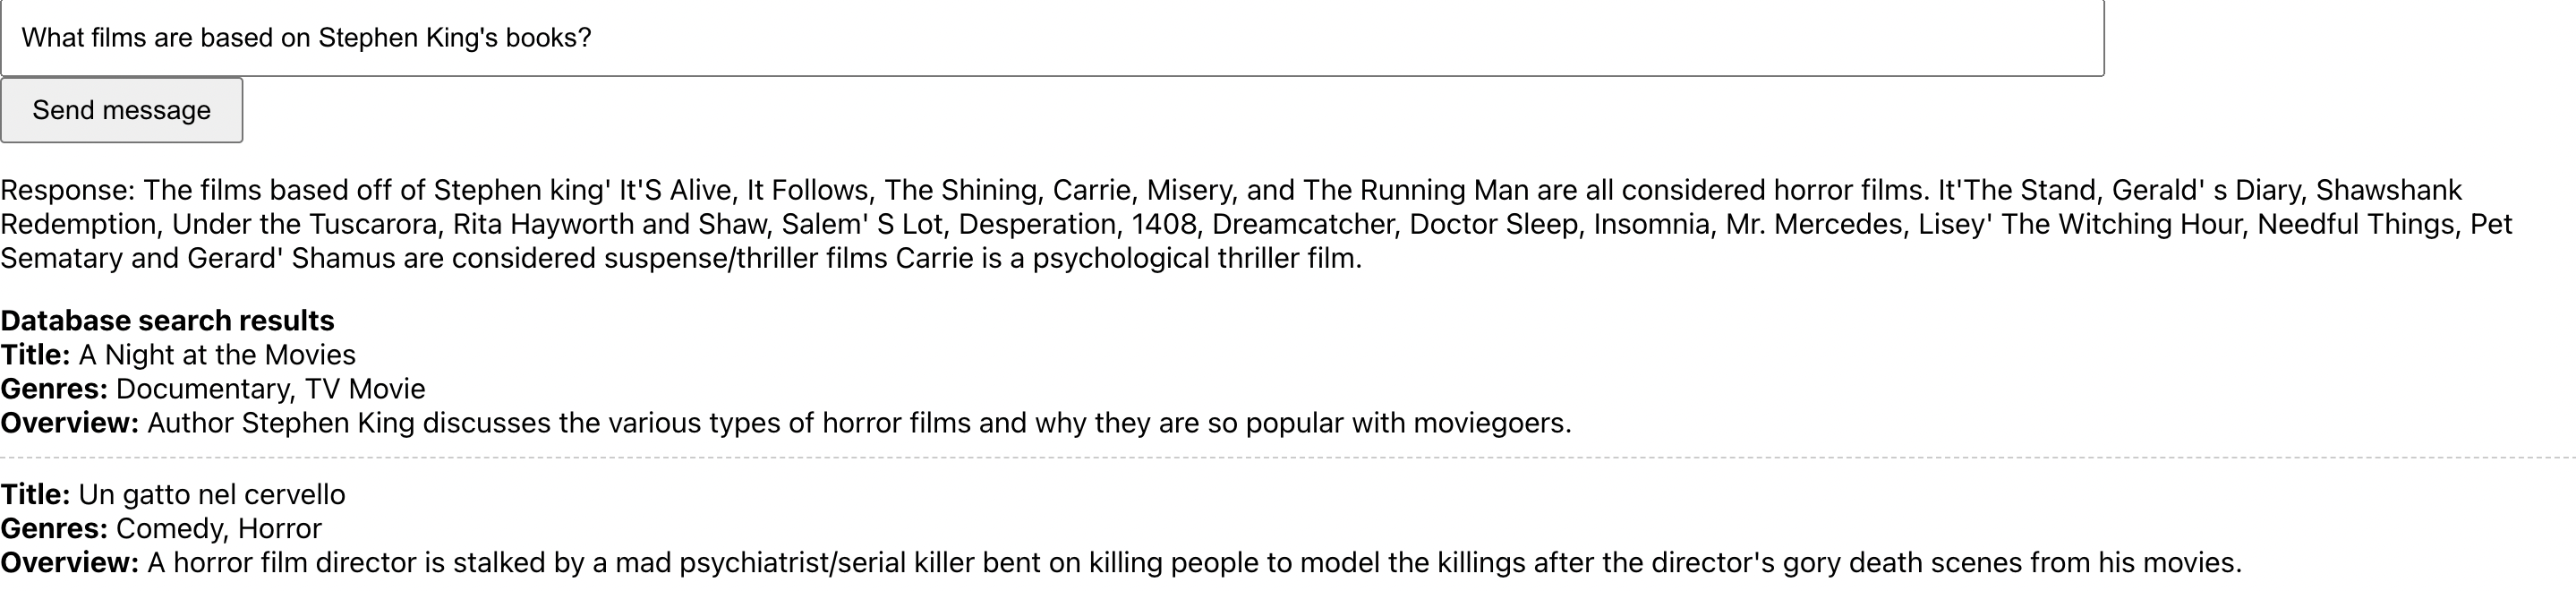 What films are based on Stephen King's books?
Send message
Response: The films based off of Stephen king' It'S Alive, It Follows, The Shining, Carrie, Misery, and The Running Man are all considered horror films. It'The Stand, Gerald' s Diary, Shawshank
Redemption, Under the Tuscarora, Rita Hayworth and Shaw, Salem' S Lot, Desperation, 1408, Dreamcatcher, Doctor Sleep, Insomnia, Mr. Mercedes, Lisey' The Witching Hour, Needful Things, Pet
Sematary and Gerard' Shamus are considered suspense/thriller films Carrie is a psychological thriller film.
Database search results
Title: A Night at the Movies
Genres: Documentary, TV Movie
Overview: Author Stephen King discusses the various types of horror films and why they are so popular with moviegoers.
Title: Un gatto nel cervello
Genres: Comedy, Horror
Overview: A horror film director is stalked by a mad psychiatrist/serial killer bent on killing people to model the killings after the director's gory death scenes from his movies.